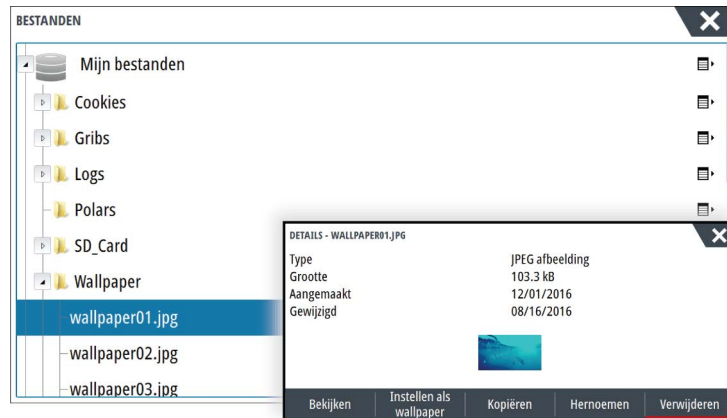 BESTANDEN
Mijn bestanden
Cookies
Gribs
Logs
Polars
SD_Card
Wallpaper
wallpaper01.jpg
wallpaper02.jpg
wallpaper03.jpg
DETAILS - WALLPAPER01.JPG
Type JPEG afbeelding
Grootte 103.3 kB
Aangemaakt 12/01/2016
Gewijzigd 08/16/2016
Bekijken
Instellen als
wallpaper
Kopiëren
Hernoemen
Verwijderen